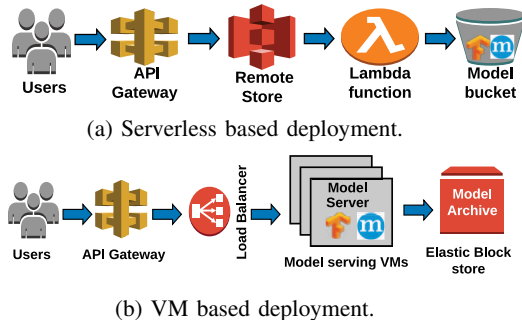 Users
API
Gateway
Remote
Store
Lambda
function
Model
bucket
m
(a) Serverless based deployment.
Users
API Gateway
Load Balancer
Model
Server
m
Model serving VMs
Model
Archive
Elastic Block
store
(b) VM based deployment.